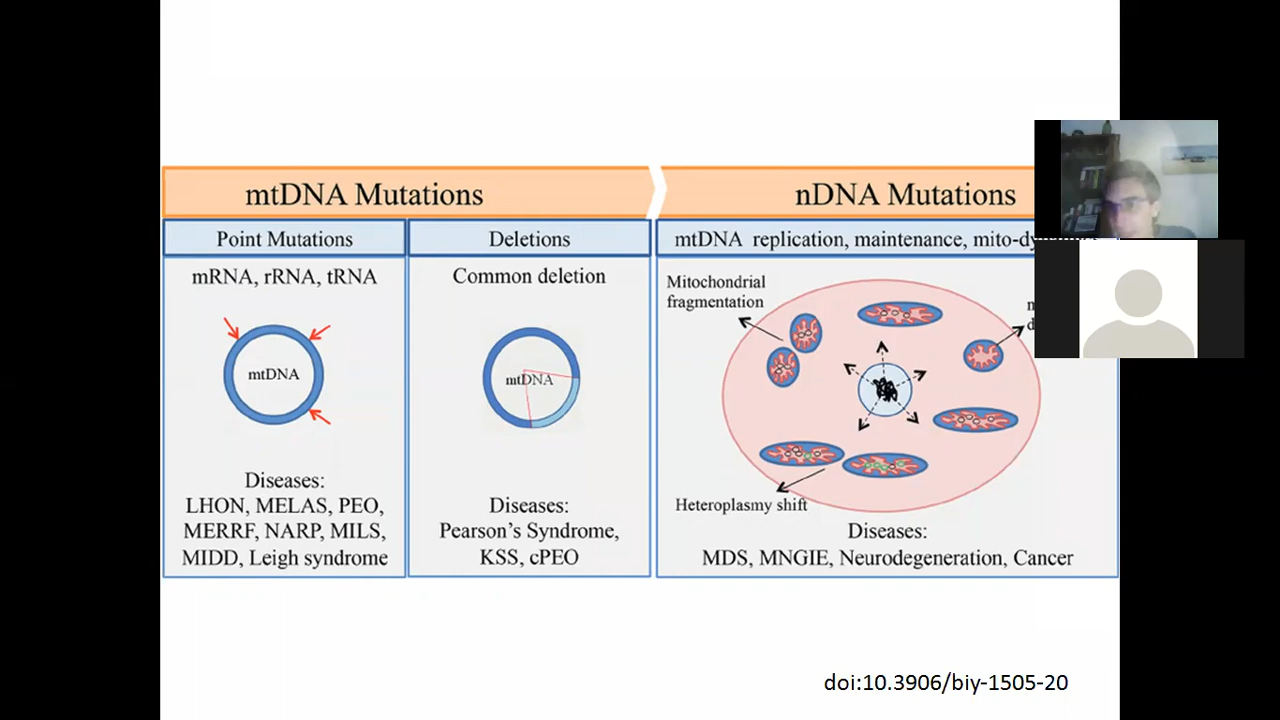 mtDNA Mutations
nDNA Mutations
Point Mutations
Deletions
mtDNA replication, maintenance,
mRNA, rRNA, tRNA
Common deletion
Mitochondrial
fragmentation
mtDNA
mtDNA
Heteroplasmy shift
Diseases:
LHON, MELAS, PEO,
MERRF, NARP, MILS,
MIDD, Leigh syndrome
Diseases:
Pearson's Syndrome,
KSS, cPEO
Diseases:
MDS, MNGIE, Neurodegeneration, Cancer
doi:10.3906/biy-1505-20